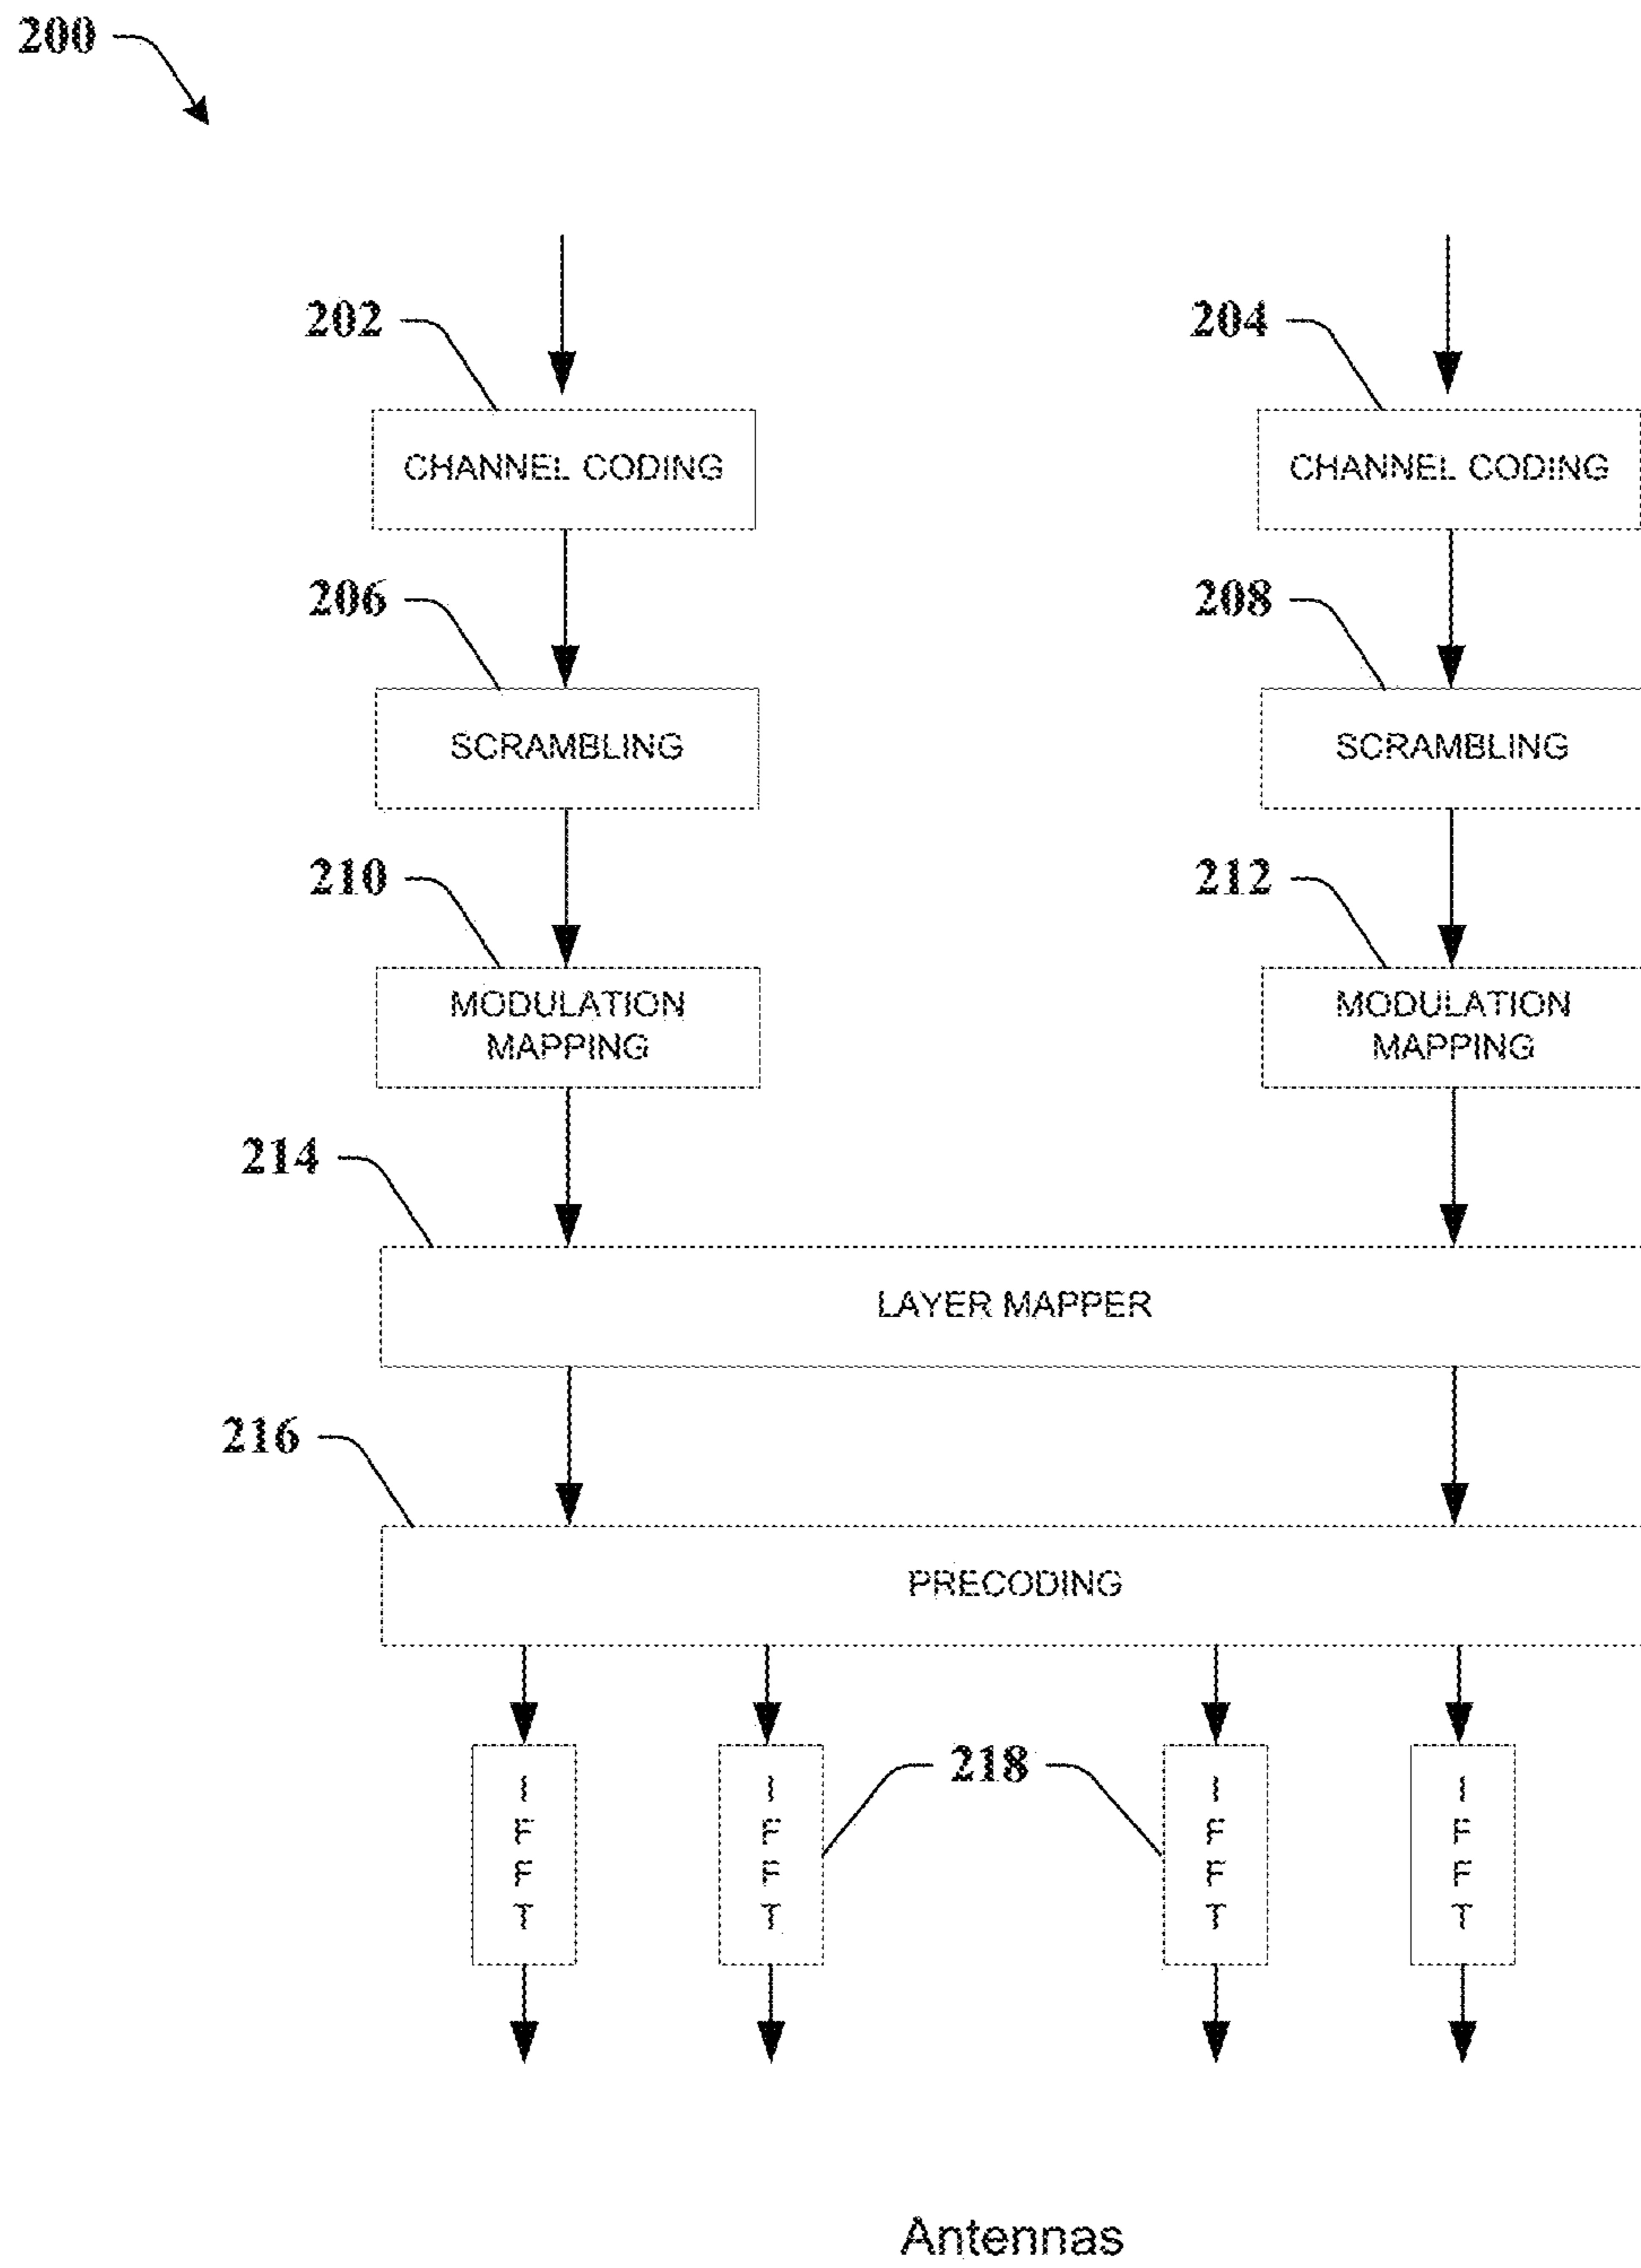 200
202
204
CHANNEL CODING
CHANNEL CODING
206
208
SCRAMBLING
SCRAMBLING
210
212
MODULATION
MAPPING
MODULATION
MAPPING
214
LAYER MAPPER
216
PRECODING
218
I
F
F
T
I
F
F
T
I
F
F
T
I
F
F
T
Antennas